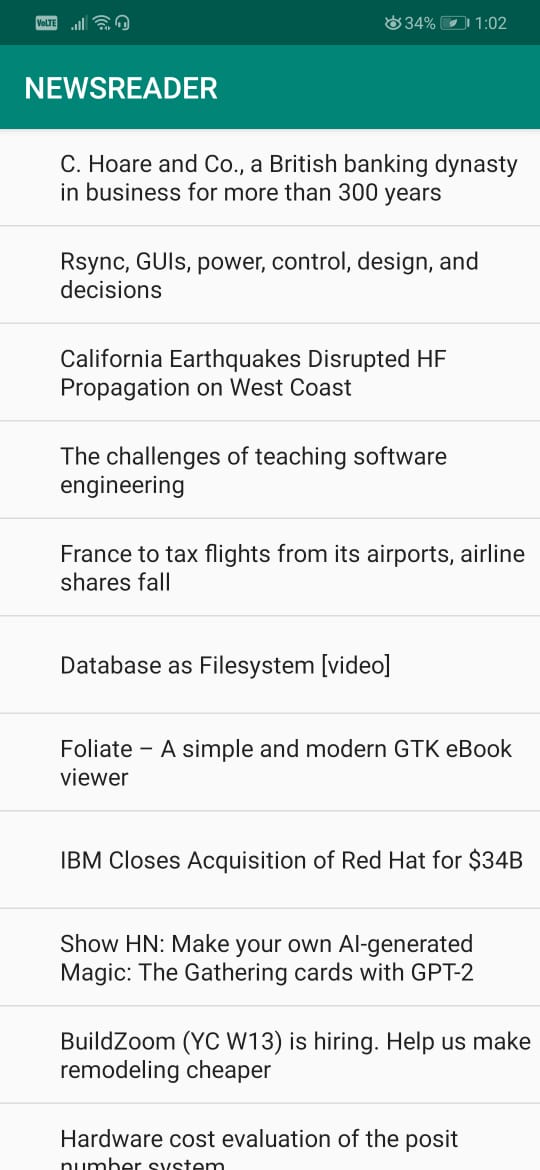 VoLTE 34% 1:02
NEWSREADER
C. Hoare and Co., a British banking dynasty
in business for more than 300 years
Rsync, GUIs, power, control, design, and
decisions
California Earthquakes Disrupted HF
Propagation on West Coast
The challenges of teaching software
engineering
France to tax flights from its airports, airline
shares fall
Database as Filesystem [video]
Foliate – A simple and modern GTK eBook
viewer
IBM Closes Acquisition of Red Hat for $34B
Show HN: Make your own AI-generated
Magic: The Gathering cards with GPT-2
BuildZoom (YC W13) is hiring. Help us make
remodeling cheaper
Hardware cost evaluation of the posit
number system